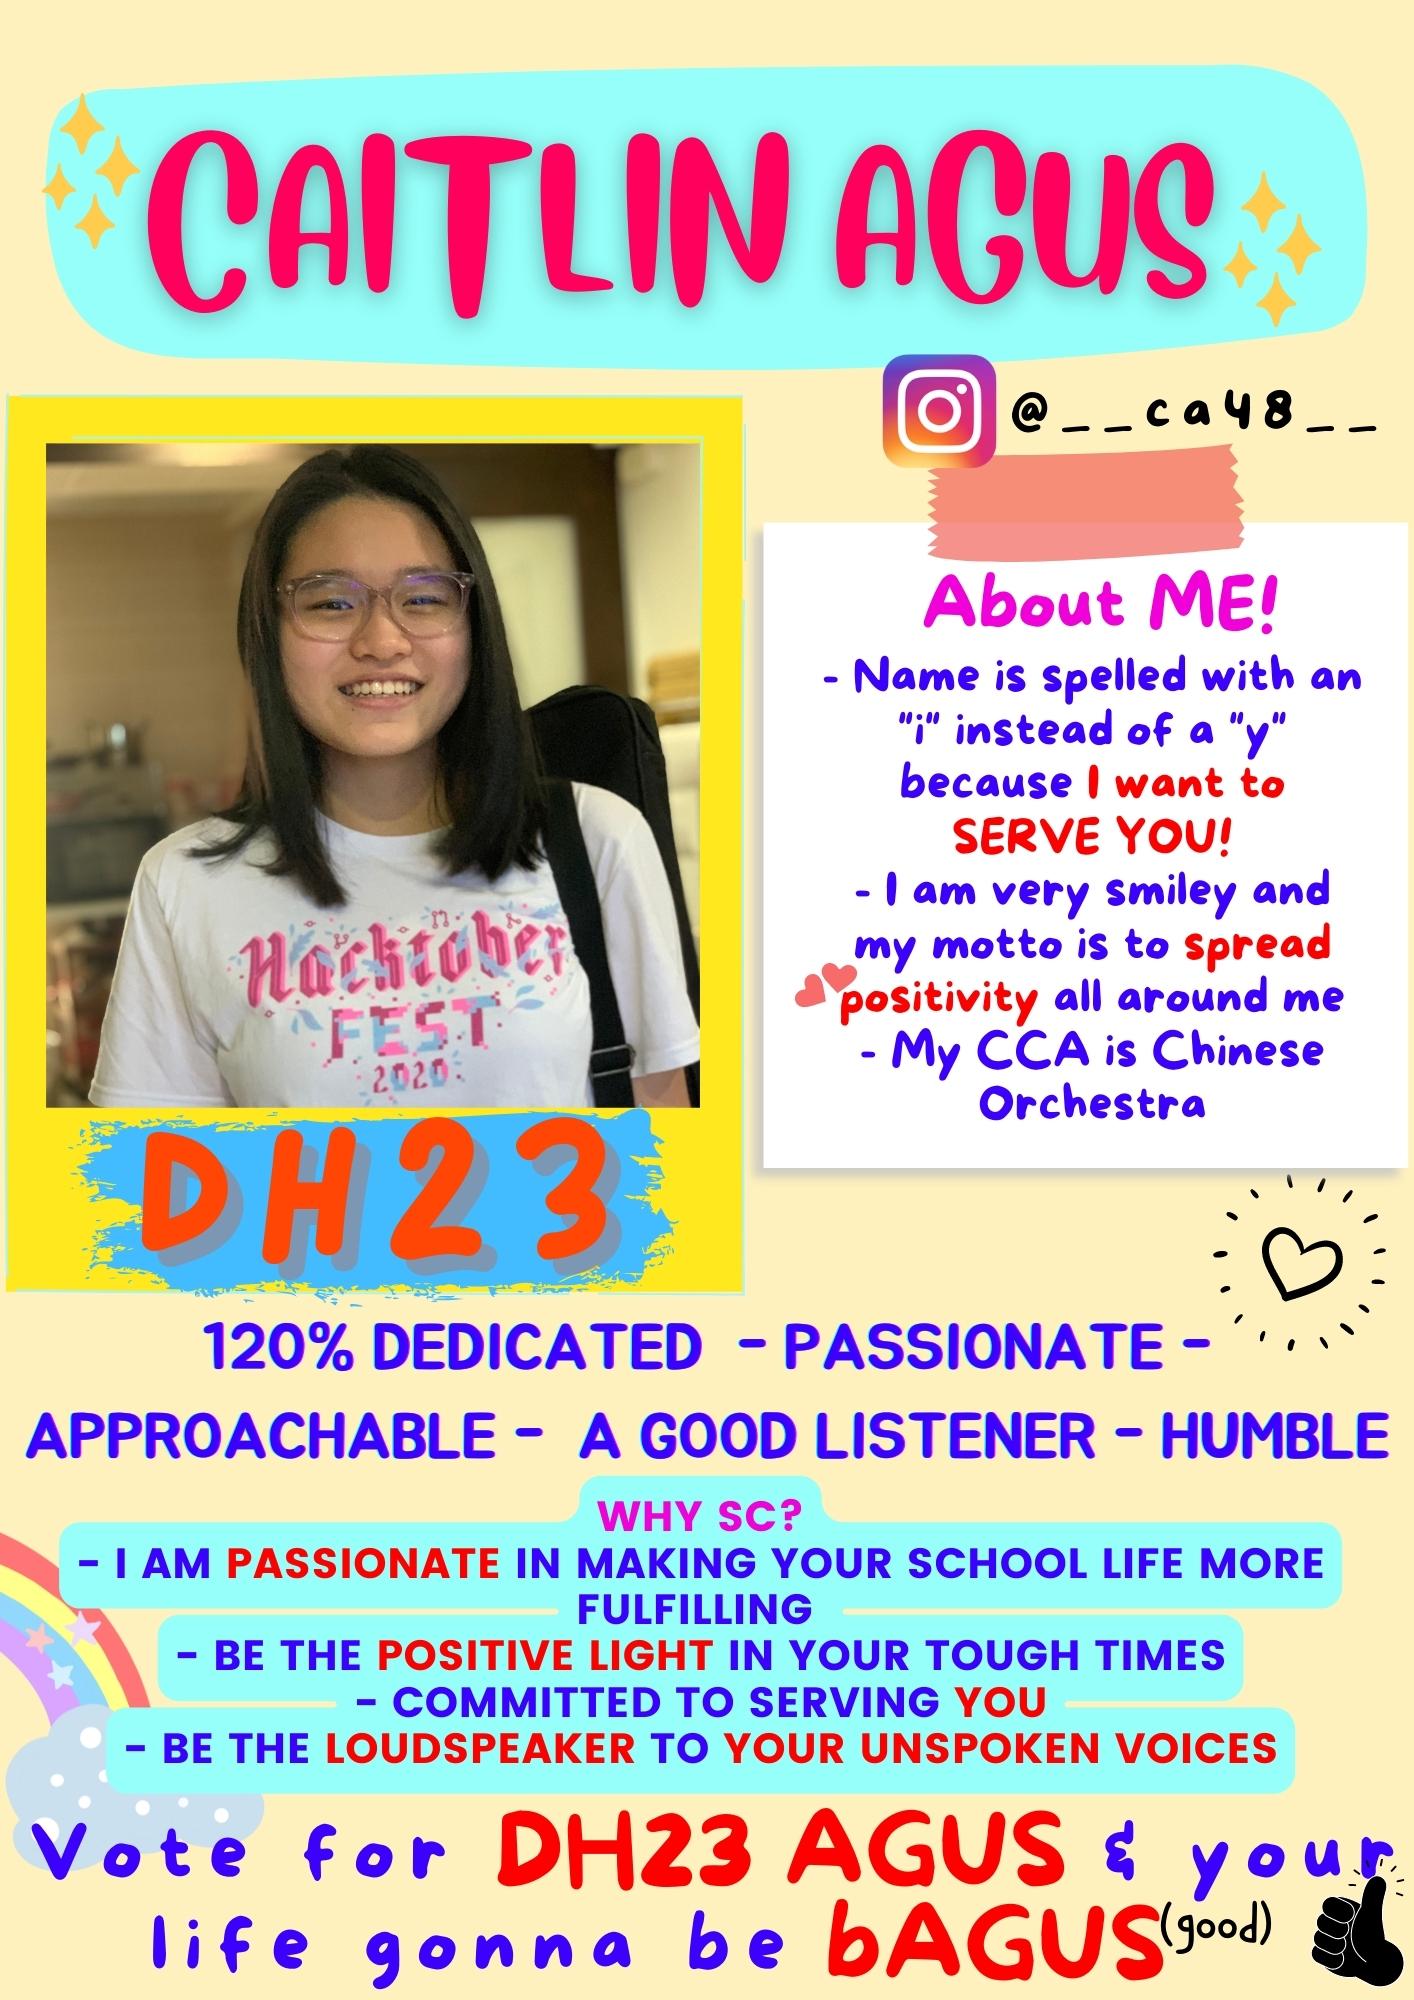 CAITLIN AGUS
@__ca48__
About ME!
- Name is spelled with an
"i" instead of a "y"
because I want to
SERVE YOU!
- I am very smiley and
my motto is to spread
positivity all around me
- My CCA is Chinese
Orchestra
Hacktober
FEST
2020
DH23
120% DEDICATED - PASSIONATE -
APPROACHABLE - A GOOD LISTENER - HUMBLE
WHY SC?
- I AM PASSIONATE IN MAKING YOUR SCHOOL LIFE MORE
FULFILLING
- BE THE POSITIVE LIGHT IN YOUR TOUGH TIMES
- COMMITTED TO SERVING YOU
- BE THE LOUDSPEAKER TO YOUR UNSPOKEN VOICES
Vote for DH23 AGUS & your
life gonna be bAGUS(good)